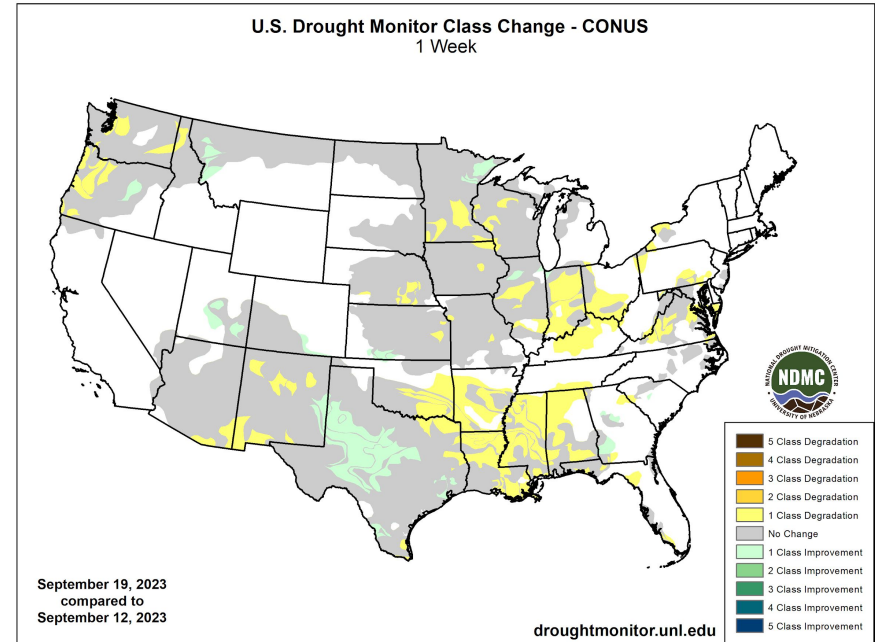 U.S. Drought Monitor Class Change - CONUS
1 Week
NATIONAL DROUGHT MITIGATION CENTER
NDMC
UNIVERSITY OF NEBRASKA
5 Class Degradation
4 Class Degradation
3 Class Degradation
2 Class Degradation
1 Class Degradation
No Change
1 Class Improvement
2 Class Improvement
3 Class Improvement
4 Class Improvement
5 Class Improvement
September 19, 2023
compared to
September 12, 2023
droughtmonitor.unl.edu